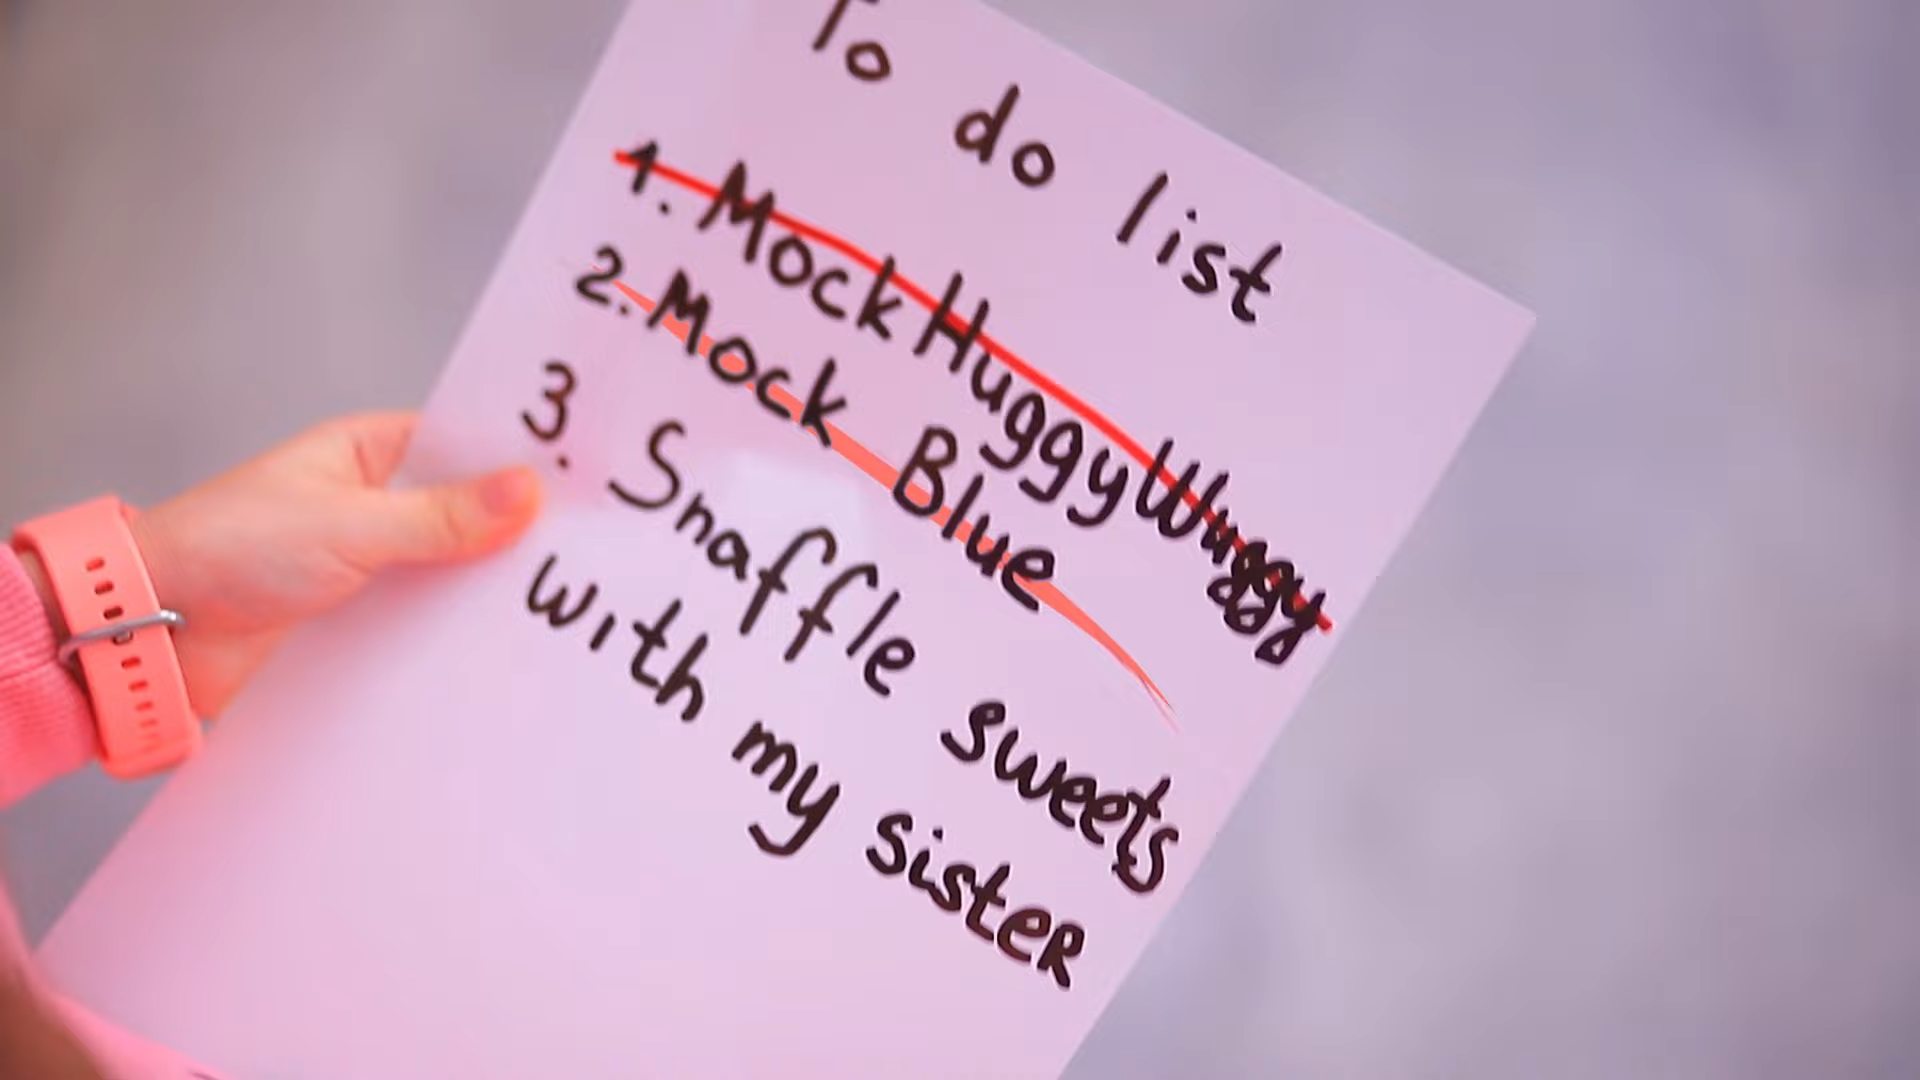 To do list
1. Mock Huggy Wuggy
2. Mock Blue
3. Snaffle sweets
with my sister